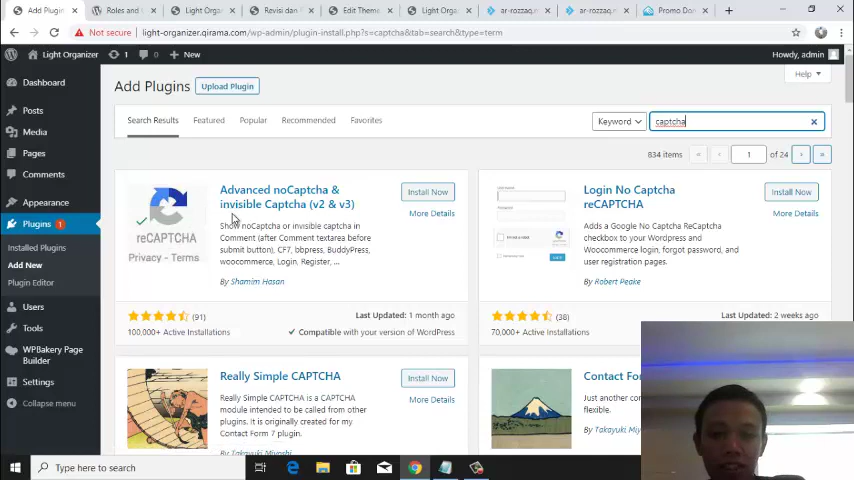 Add Plugin
Roles and
Light Organ
Revisi dan
Edit Theme
Light Organ
ar-rozzaq.m
ar-rozzaq.m
Promo Dom
Not secure
light-organizer.qirama.com/wp-admin/plugin-install.php?s=captcha&tab=search&type=term
Light Organizer
1
0
New
Howdy, admin
Dashboard
Posts
Media
Pages
Comments
Appearance
Plugins 1
Installed Plugins
Add New
Plugin Editor
Users
Tools
WPBakery Page
Builder
Settings
Collapse menu
Help
Add Plugins
Upload Plugin
Search Results
Featured
Popular
Recommended
Favorites
Keyword
captcha
834 items
«
‹
1
of 24
›
»
reCAPTCHA
Privacy - Terms
Advanced noCaptcha &
invisible Captcha (v2 & v3)
Install Now
More Details
Show noCaptcha or invisible captcha in
Comment (after Comment textarea before
submit button), CF7, bbpress, BuddyPress,
woocommerce, Login, Register, ...
By Shamim Hasan
(91)
100,000+ Active Installations
Last Updated: 1 month ago
Compatible with your version of WordPress
Login No Captcha
reCAPTCHA
Install Now
More Details
Adds a Google No Captcha ReCaptcha
checkbox to your Wordpress and
Woocommerce login, forgot password, and
user registration pages.
By Robert Peake
(38)
70,000+ Active Installations
Last Updated: 2 weeks ago
Really Simple CAPTCHA
Install Now
More Details
Really Simple CAPTCHA is a CAPTCHA
module intended to be called from other
plugins. It is originally created for my
Contact Form 7 plugin.
By Takayuki Miyoshi
Contact For
Just another con
flexible.
By Takayuki Miy
Type here to search